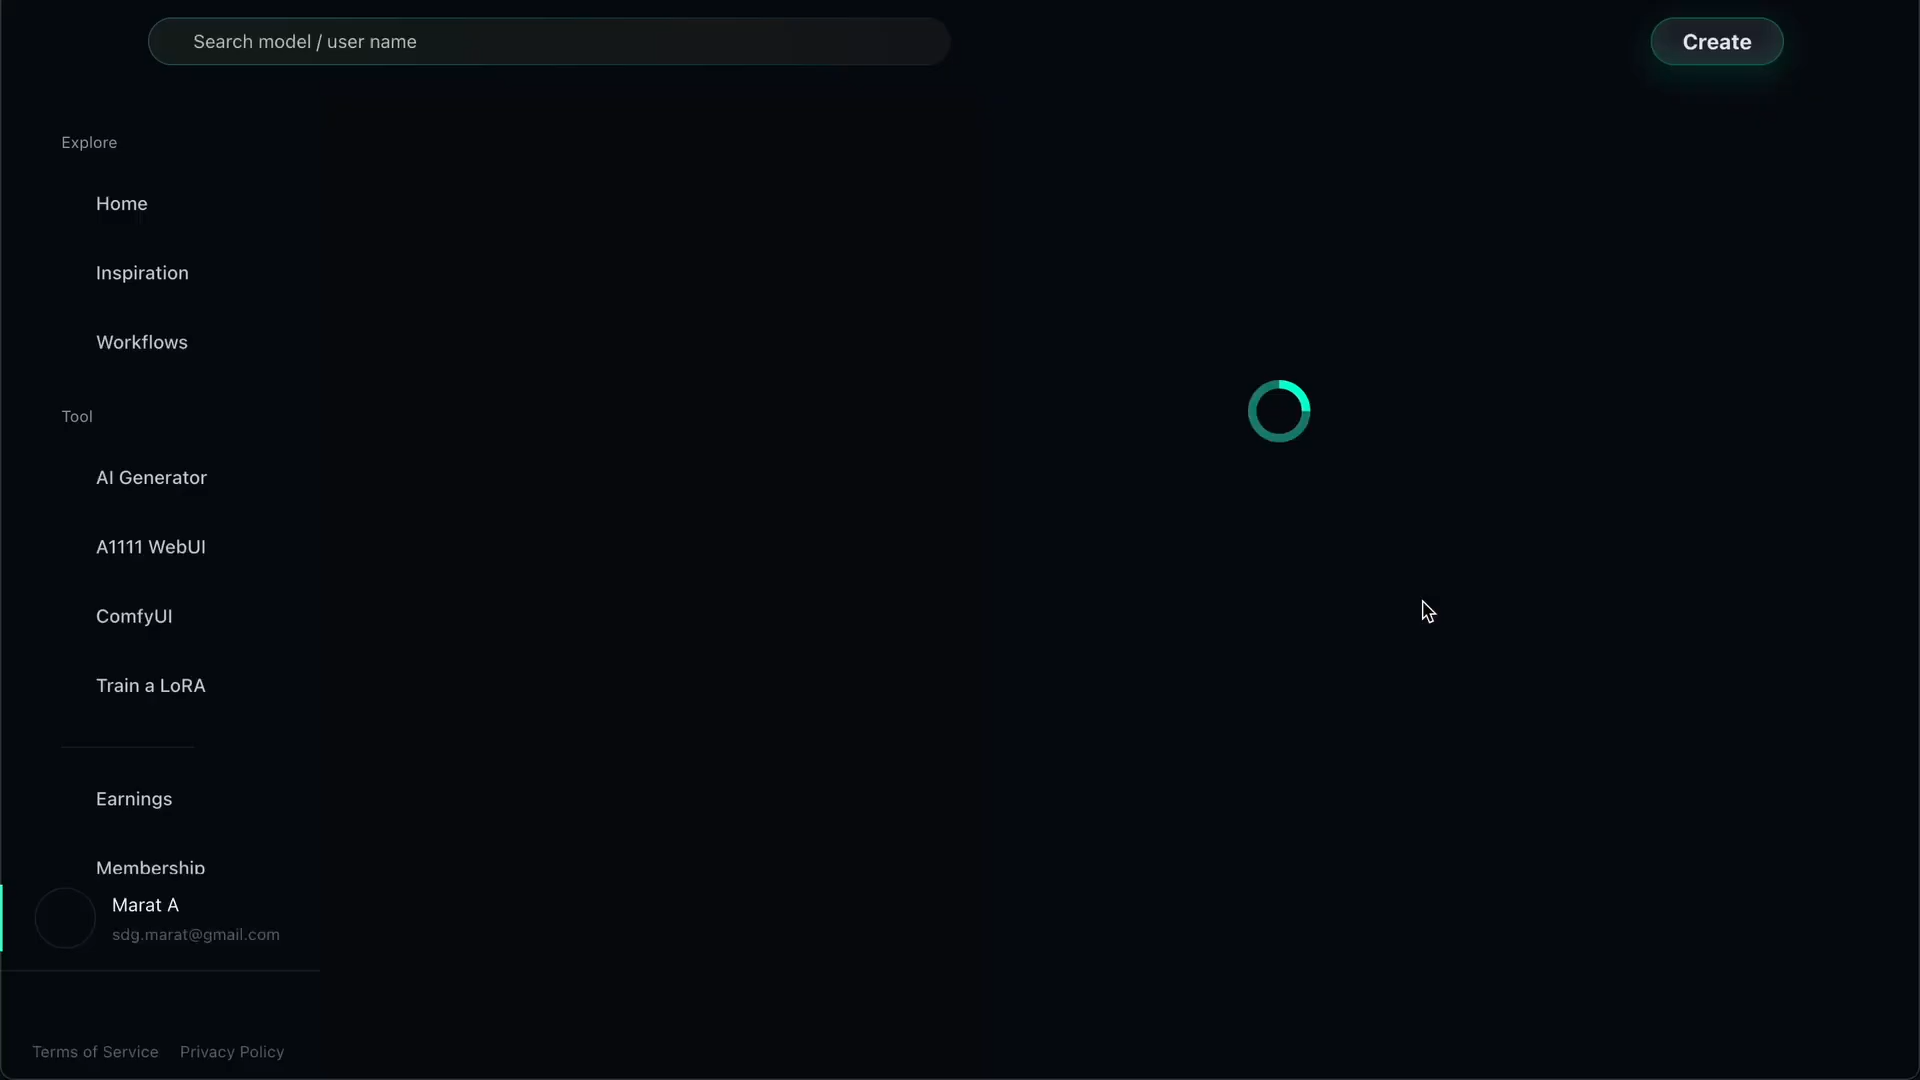 Search model / user name
Create
Explore
Home
Inspiration
Workflows
Tool
AI Generator
A1111 WebUI
ComfyUI
Train a LoRA
Earnings
Membership
Marat A
sdg.marat@gmail.com
Terms of Service Privacy Policy